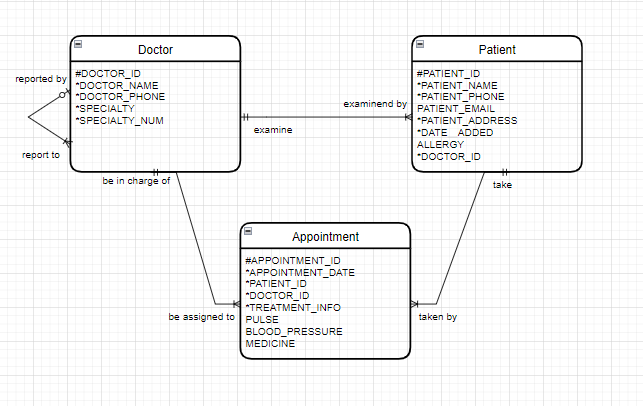 Doctor
#DOCTOR_ID
*DOCTOR_NAME
*DOCTOR_PHONE
*SPECIALTY
*SPECIALTY_NUM
reported by
report to
be in charge of
examine
examinend by
Patient
#PATIENT_ID
*PATIENT_NAME
*PATIENT_PHONE
PATIENT_EMAIL
*PATIENT_ADDRESS
*DATE_ADDED
ALLERGY
*DOCTOR_ID
take
Appointment
#APPOINTMENT_ID
*APPOINTMENT_DATE
*PATIENT_ID
*DOCTOR_ID
*TREATMENT_INFO
PULSE
BLOOD_PRESSURE
MEDICINE
be assigned to
taken by